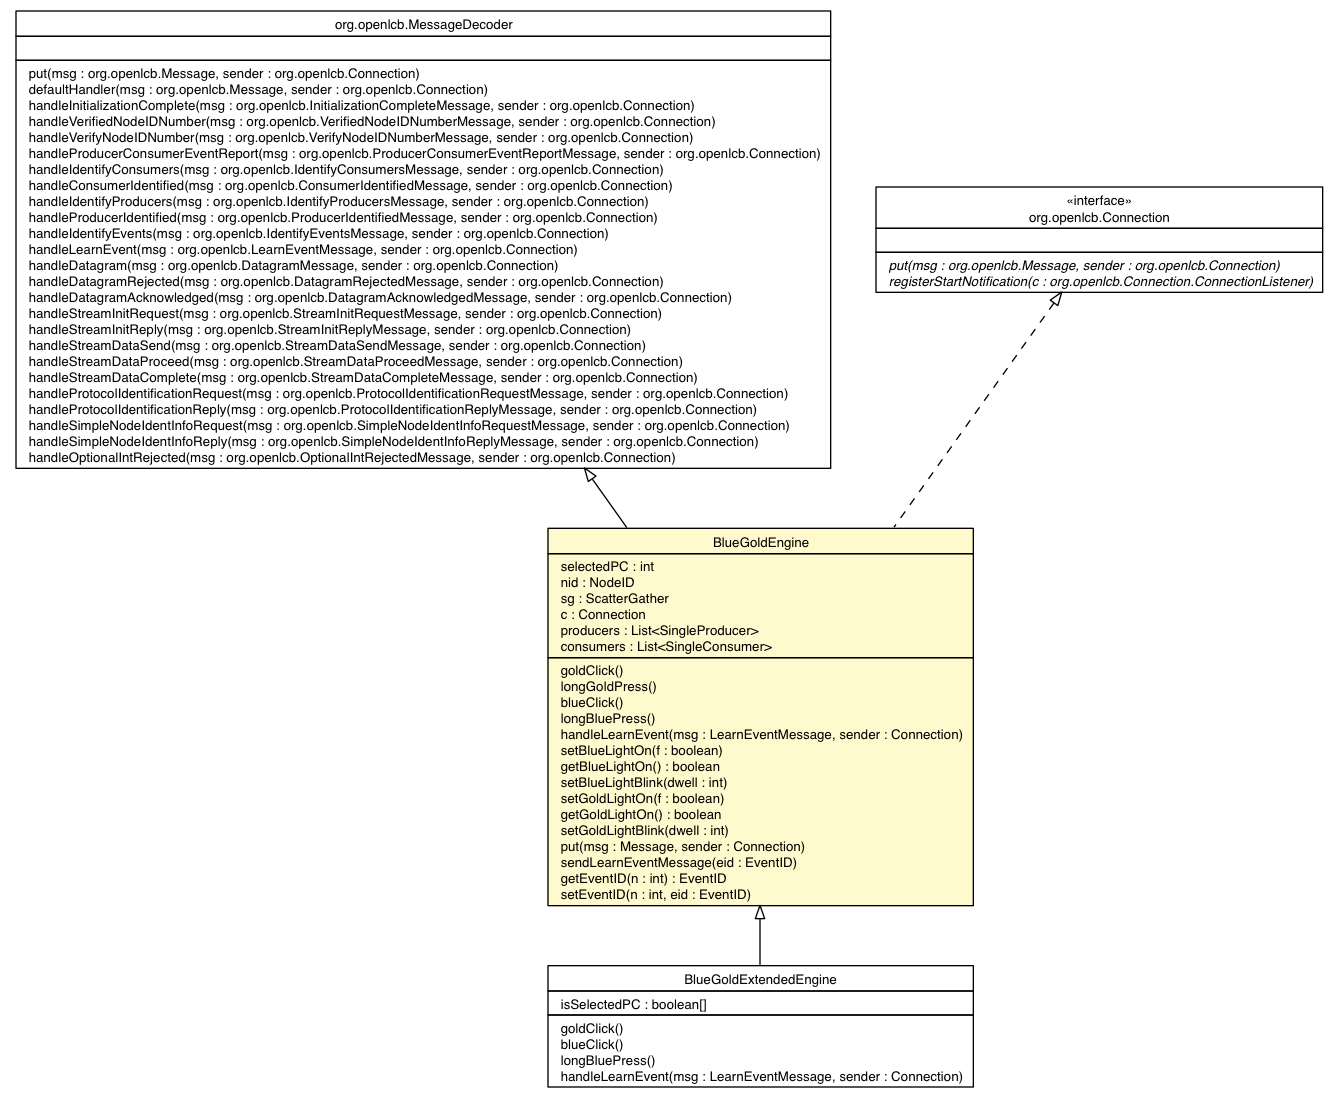 org.openlcb.MessageDecoder
put(msg : org.openlcb.Message, sender : org.openlcb.Connection)
defaultHandler(msg : org.openlcb.Message, sender : org.openlcb.Connection)
handleInitializationComplete(msg : org.openlcb.InitializationCompleteMessage, sender : org.openlcb.Connection)
handleVerifiedNodeIDNumber(msg : org.openlcb.VerifiedNodeIDNumberMessage, sender : org.openlcb.Connection)
handleVerifyNodeIDNumber(msg : org.openlcb.VerifyNodeIDNumberMessage, sender : org.openlcb.Connection)
handleProducerConsumerEventReport(msg : org.openlcb.ProducerConsumerEventReportMessage, sender : org.openlcb.Connection)
handleIdentifyConsumers(msg : org.openlcb.IdentifyConsumersMessage, sender : org.openlcb.Connection)
handleConsumerIdentified(msg : org.openlcb.ConsumerIdentifiedMessage, sender : org.openlcb.Connection)
handleIdentifyProducers(msg : org.openlcb.IdentifyProducersMessage, sender : org.openlcb.Connection)
handleProducerIdentified(msg : org.openlcb.ProducerIdentifiedMessage, sender : org.openlcb.Connection)
handleIdentifyEvents(msg : org.openlcb.IdentifyEventsMessage, sender : org.openlcb.Connection)
handleLearnEvent(msg : org.openlcb.LearnEventMessage, sender : org.openlcb.Connection)
handleDatagram(msg : org.openlcb.DatagramMessage, sender : org.openlcb.Connection)
handleDatagramRejected(msg : org.openlcb.DatagramRejectedMessage, sender : org.openlcb.Connection)
handleDatagramAcknowledged(msg : org.openlcb.DatagramAcknowledgedMessage, sender : org.openlcb.Connection)
handleStreamInitRequest(msg : org.openlcb.StreamInitRequestMessage, sender : org.openlcb.Connection)
handleStreamInitReply(msg : org.openlcb.StreamInitReplyMessage, sender : org.openlcb.Connection)
handleStreamDataSend(msg : org.openlcb.StreamDataSendMessage, sender : org.openlcb.Connection)
handleStreamDataProceed(msg : org.openlcb.StreamDataProceedMessage, sender : org.openlcb.Connection)
handleStreamDataComplete(msg : org.openlcb.StreamDataCompleteMessage, sender : org.openlcb.Connection)
handleProtocolIdentificationRequest(msg : org.openlcb.ProtocolIdentificationRequestMessage, sender : org.openlcb.Connection)
handleProtocolIdentificationReply(msg : org.openlcb.ProtocolIdentificationReplyMessage, sender : org.openlcb.Connection)
handleSimpleNodeIdentInfoRequest(msg : org.openlcb.SimpleNodeIdentInfoRequestMessage, sender : org.openlcb.Connection)
handleSimpleNodeIdentInfoReply(msg : org.openlcb.SimpleNodeIdentInfoReplyMessage, sender : org.openlcb.Connection)
handleOptionalIntRejected(msg : org.openlcb.OptionalIntRejectedMessage, sender : org.openlcb.Connection)
«interface»
org.openlcb.Connection
put(msg : org.openlcb.Message, sender : org.openlcb.Connection)
registerStartNotification(c : org.openlcb.Connection.ConnectionListener)
BlueGoldEngine
selectedPC : int
nid : NodeID
sg : ScatterGather
c : Connection
producers : List<SingleProducer>
consumers : List<SingleConsumer>
goldClick()
longGoldPress()
blueClick()
longBluePress()
handleLearnEvent(msg : LearnEventMessage, sender : Connection)
setBlueLightOn(f : boolean)
getBlueLightOn() : boolean
setBlueLightBlink(dwell : int)
setGoldLightOn(f : boolean)
getGoldLightOn() : boolean
setGoldLightBlink(dwell : int)
put(msg : Message, sender : Connection)
sendLearnEventMessage(eid : EventID)
getEventID(n : int) : EventID
setEventID(n : int, eid : EventID)
BlueGoldExtendedEngine
isSelectedPC : boolean[]
goldClick()
blueClick()
longBluePress()
handleLearnEvent(msg : LearnEventMessage, sender : Connection)